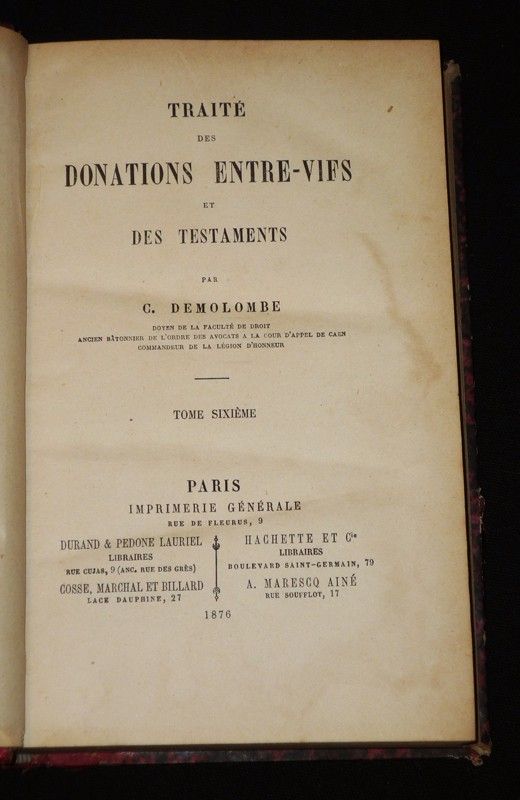 TRAITÉ
DES
DONATIONS ENTRE-VIFS
ET
DES TESTAMENTS
PAR
C. DEMOLOMBE
DOYEN DE LA FACULTÉ DE DROIT
ANCIEN BÂTONNIER DE L'ORDRE DES AVOCATS A LA COUR D'APPEL DE CAEN
COMMANDEUR DE LA LÉGION D'HONNEUR
TOME SIXIÈME
PARIS
IMPRIMERIE GÉNÉRALE
RUE DE FLEURUS, 9
DURAND & PEDONE LAURIEL
LIBRAIRES
RUE CUJAS, 9 (ANC. RUE DES GRÈS)
COSSE, MARCHAL ET BILLARD
LACE DAUPHINE, 27
HACHETTE ET Cie
LIBRAIRES
BOULEVARD SAINT-GERMAIN, 79
A. MARESCQ AINÉ
RUE SOUFFLOT, 17
1876